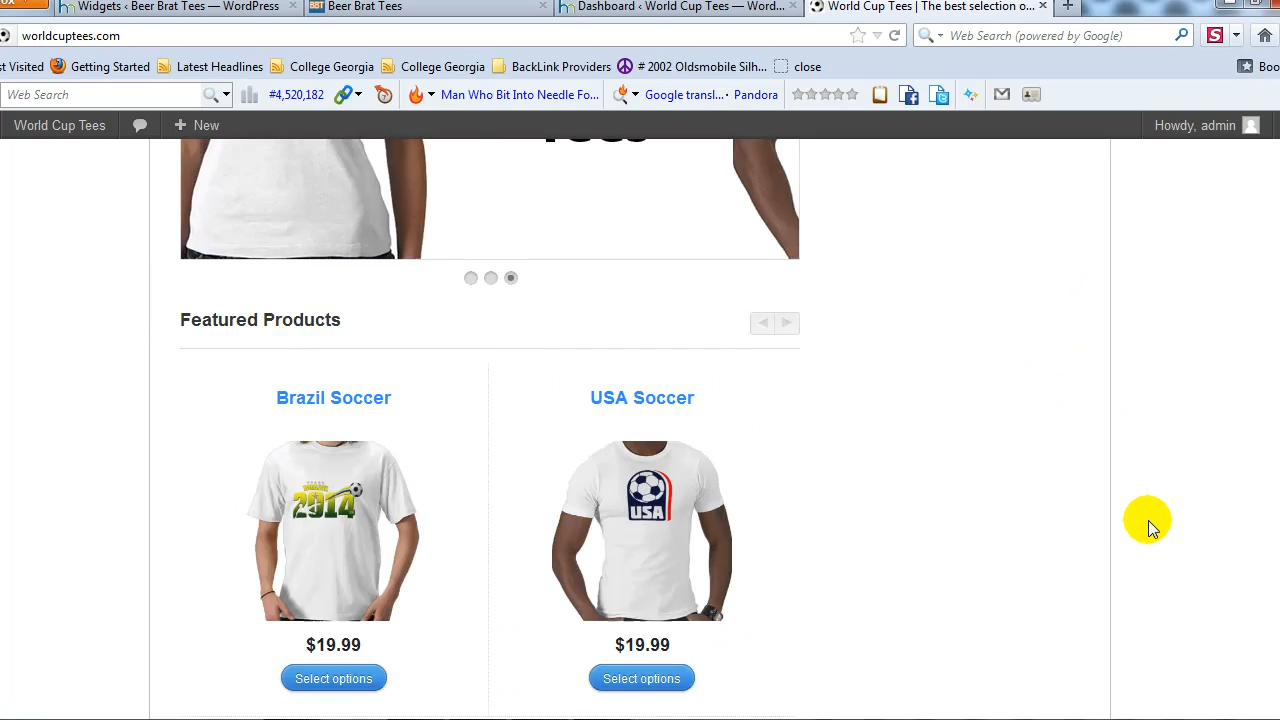 Widgets ‹ Beer Brat Tees — WordPress
BBT Beer Brat Tees
Dashboard ‹ World Cup Tees — Word...
World Cup Tees | The best selection o...
worldcuptees.com
Web Search (powered by Google)
S
st Visited Getting Started Latest Headlines College Georgia College Georgia BackLink Providers # 2002 Oldsmobile Silh... close Boo
Web Search #4,520,182 Man Who Bit Into Needle Fo... Google transl... Pandora
World Cup Tees + New Howdy, admin
Featured Products
Brazil Soccer USA Soccer
2014
USA
$19.99 $19.99
Select options Select options